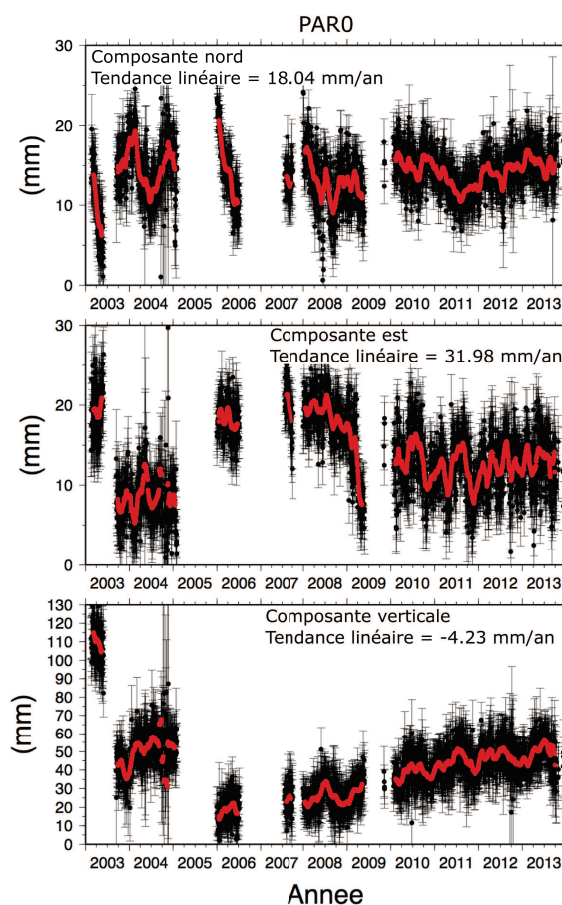 PAR0
Composante nord
Tendance linéaire = 18.04 mm/an
(mm)
30
20
10
0
2003 2004 2005 2006 2007 2008 2009 2010 2011 2012 2013
Composante est
Tendance linéaire = 31.98 mm/an
(mm)
30
20
10
0
2003 2004 2005 2006 2007 2008 2009 2010 2011 2012 2013
Composante verticale
Tendance linéaire = -4.23 mm/an
(mm)
130
120
110
100
90
80
70
60
50
40
30
20
10
0
2003 2004 2005 2006 2007 2008 2009 2010 2011 2012 2013
Annee